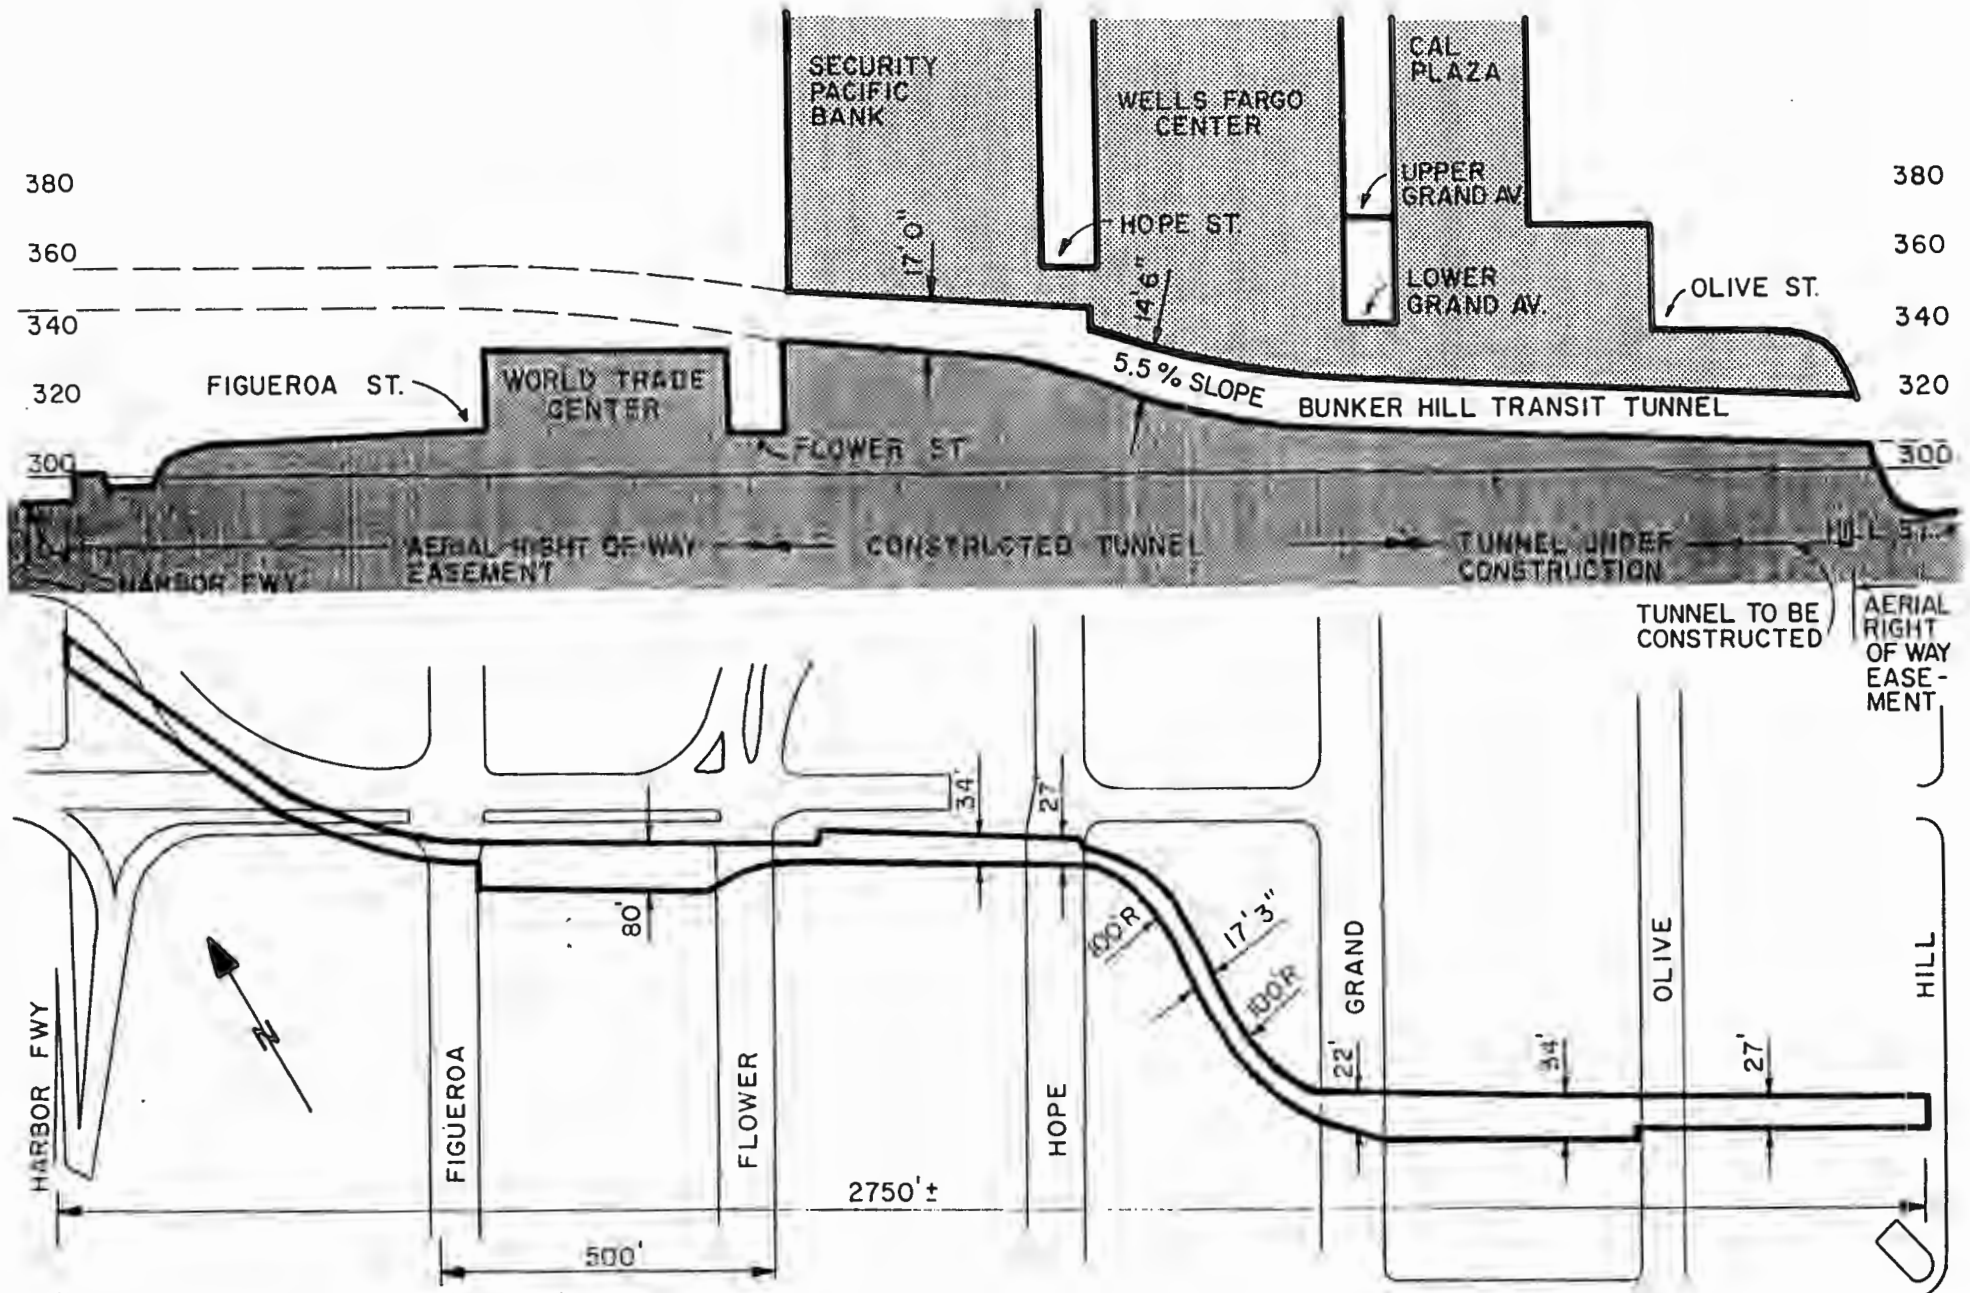 SECURITY
PACIFIC
BANK
WELLS FARGO
CENTER
CAL
PLAZA
UPPER
GRAND AV
HOPE ST.
LOWER
GRAND AV.
OLIVE ST.
380
360
340
320
300
380
360
340
320
300
17'0"
14'6"
5.5% SLOPE
BUNKER HILL TRANSIT TUNNEL
FIGUEROA ST.
WORLD TRADE
CENTER
FLOWER ST
AERIAL RIGHT OF WAY
EASEMENT
CONSTRUCTED TUNNEL
TUNNEL UNDER
CONSTRUCTION
HILL ST.
HARBOR FWY
TUNNEL TO BE
CONSTRUCTED
AERIAL
RIGHT
OF WAY
EASE-
MENT
34'
27'
80'
100'R
17'3"
100'R
22'
34'
27'
N
HARBOR FWY
FIGUEROA
FLOWER
HOPE
GRAND
OLIVE
HILL
2750'±
500'